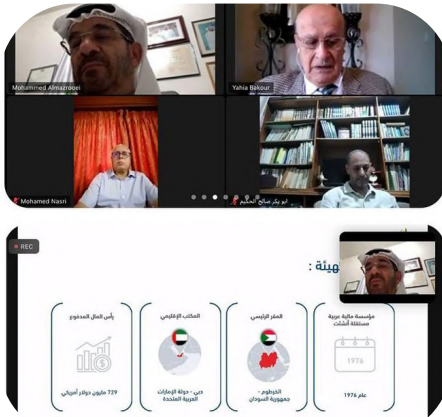 Mohammed Almazrooei
Yahia Bakour
Mohamed Nasri
ابو بكر صالح الحكيم
REC
هيئة :
مؤسسة مالية عربية
مستقلة أنشئت
1976
عام 1976
المقر الرئيسي
الخرطوم -
جمهورية السودان
المكتب الإقليمي
دبي - دولة الإمارات
العربية المتحدة
رأس المال المدفوع
729 مليون دولار أمريكي